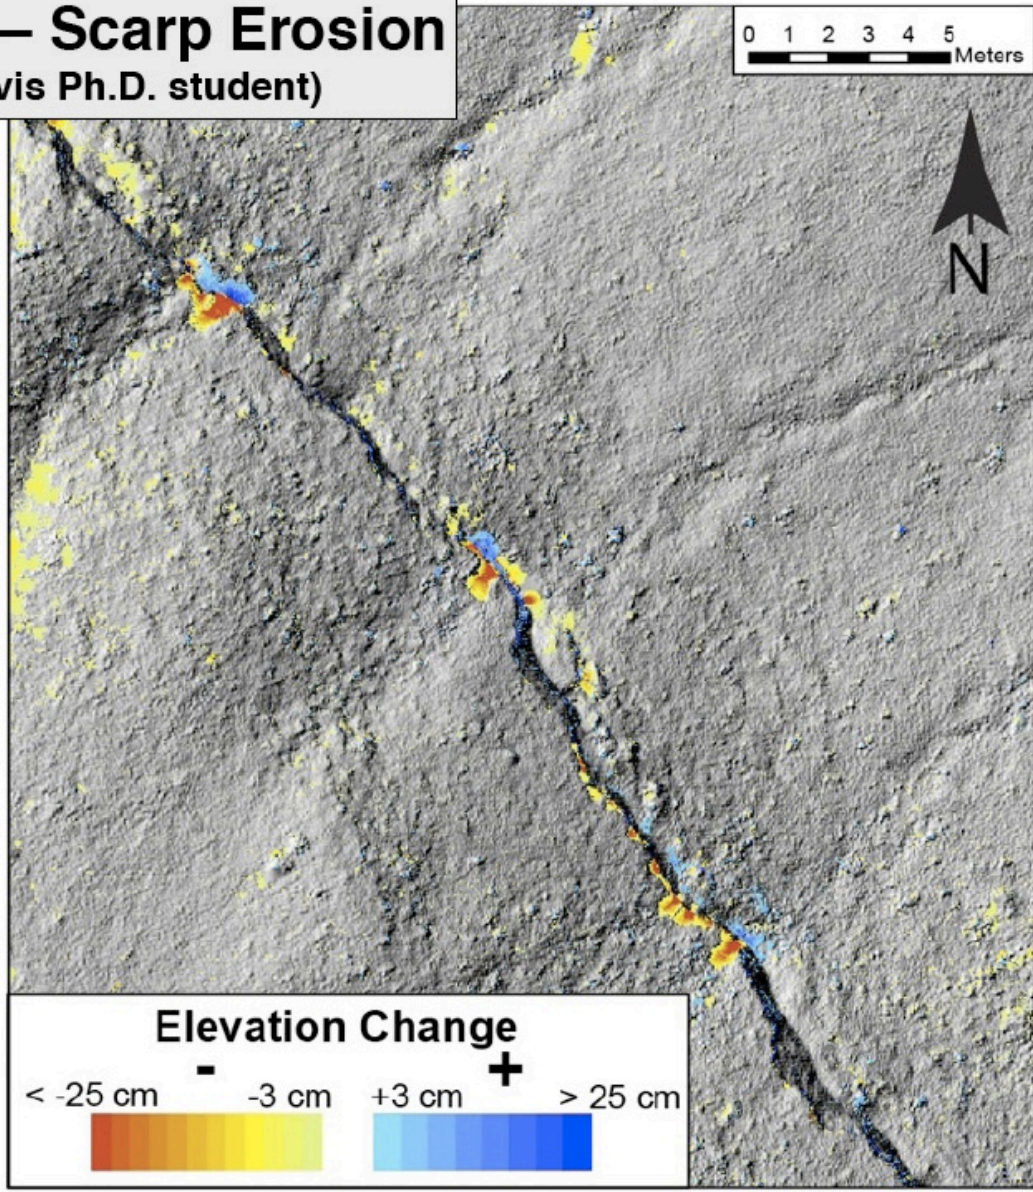 – Scarp Erosion
vis Ph.D. student)
0 1 2 3 4 5
Meters
N
Elevation Change
- +
< -25 cm -3 cm +3 cm > 25 cm